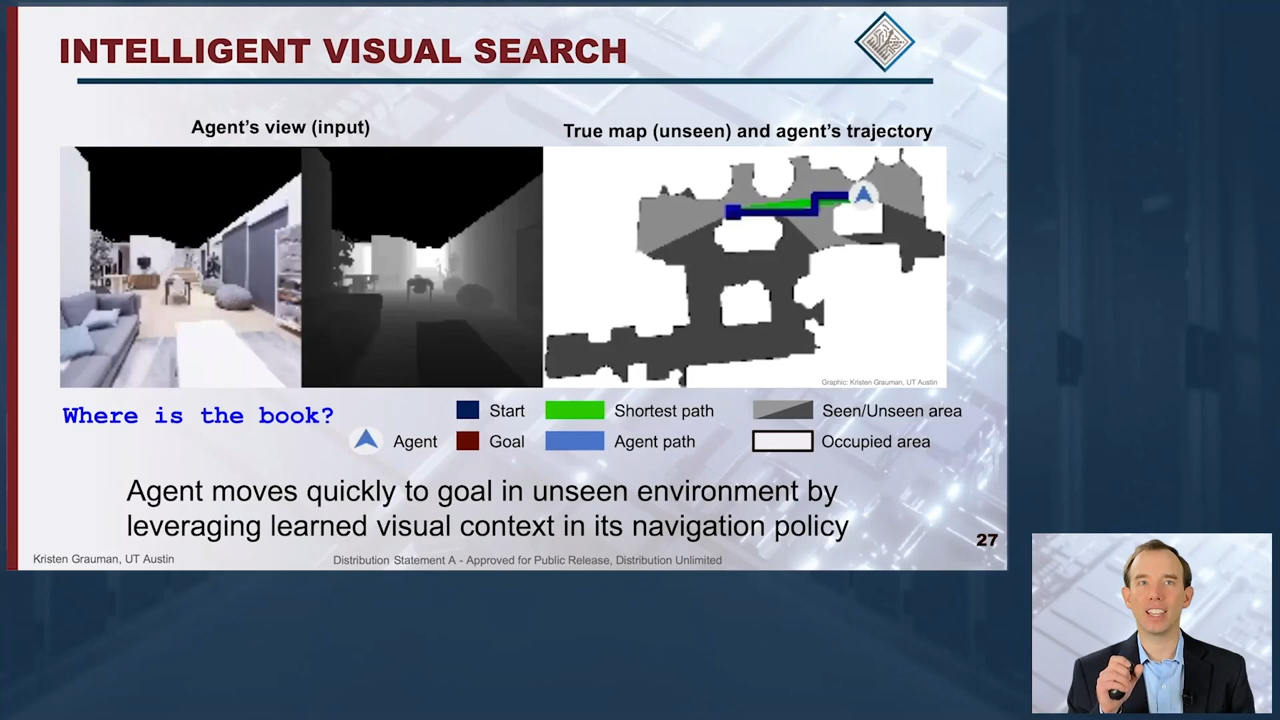 INTELLIGENT VISUAL SEARCH
Agent's view (input)
True map (unseen) and agent's trajectory
Graphic: Kristen Grauman, UT Austin
Where is the book?
Start
Shortest path
Seen/Unseen area
Agent
Goal
Agent path
Occupied area
Agent moves quickly to goal in unseen environment by
leveraging learned visual context in its navigation policy
27
Kristen Grauman, UT Austin
Distribution Statement A - Approved for Public Release, Distribution Unlimited